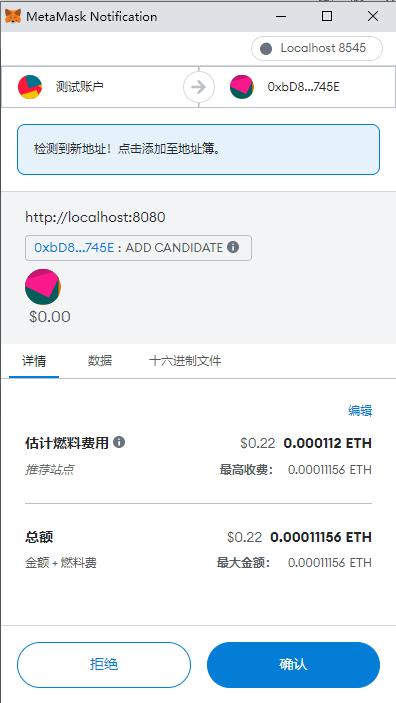 MetaMask Notification
Localhost 8545
测试账户
0xbD8...745E
检测到新地址！点击添加至地址簿。
http://localhost:8080
0xbD8...745E : ADD CANDIDATE
$0.00
详情 数据 十六进制文件
编辑
估计燃料费用 $0.22 0.000112 ETH
推荐站点 最高收费： 0.00011156 ETH
总额 $0.22 0.00011156 ETH
金额 + 燃料费 最大金额： 0.00011156 ETH
拒绝 确认